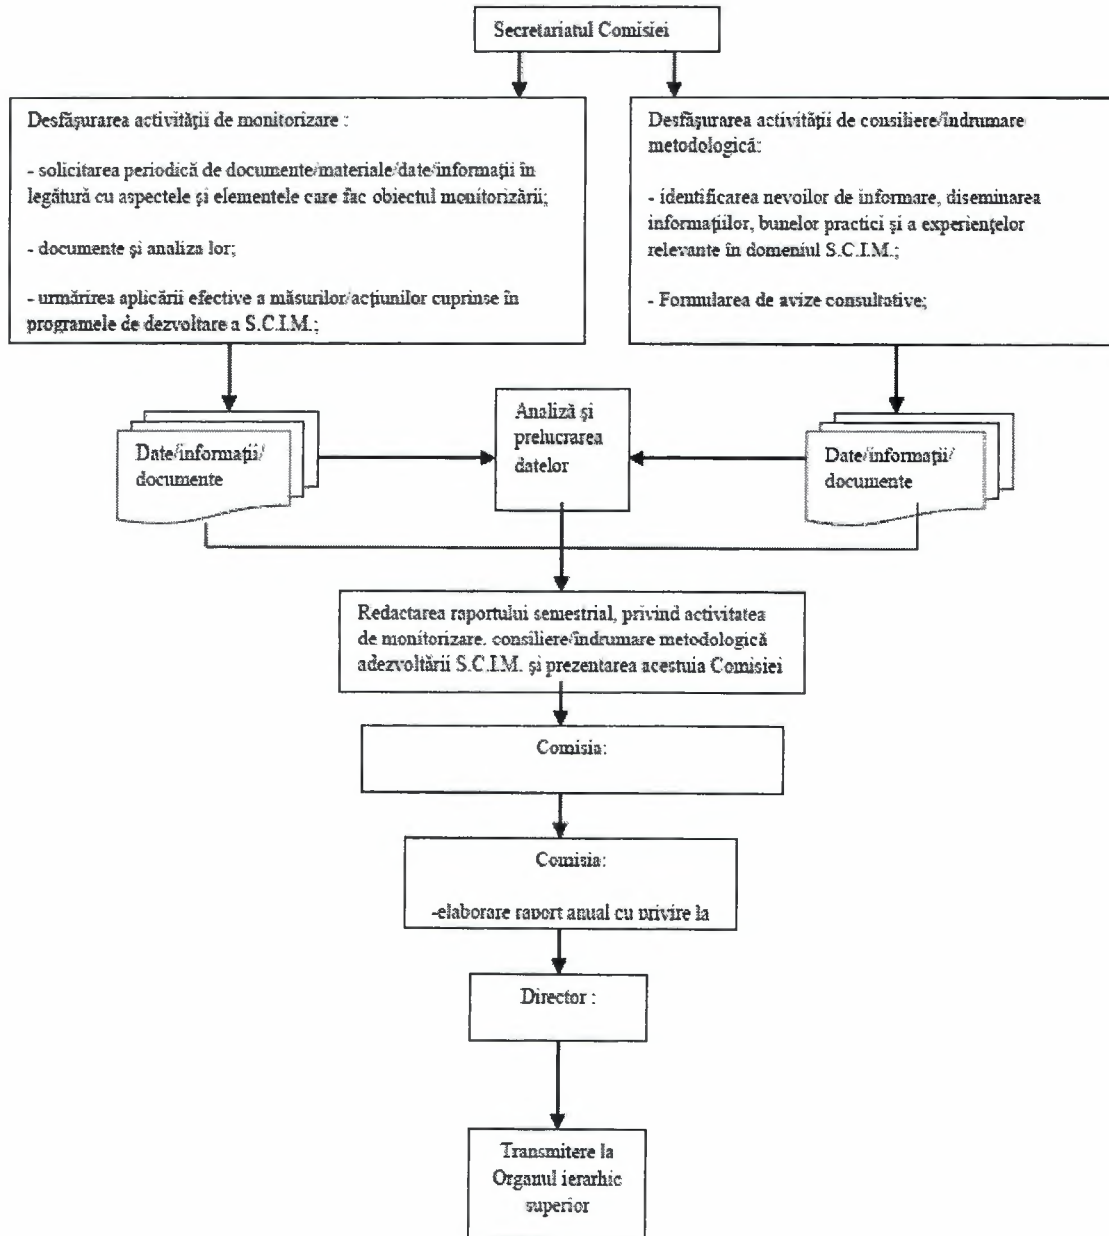 Secretariatul Comisiei
Desfășurarea activității de monitorizare :
- solicitarea periodică de documente/materiale/date/informații în
legătură cu aspectele și elementele care fac obiectul monitorizării;
- documente și analiza lor;
- urmărirea aplicării efective a măsurilor/acțiunilor cuprinse în
programele de dezvoltare a S.C.I.M.;
Desfășurarea activității de consiliere/îndrumare
metodologică:
- identificarea nevoilor de informare, diseminarea
informațiilor, bunelor practici și a experiențelor
relevante în domeniul S.C.I.M.;
- Formularea de avize consultative;
Date/informații/
documente
Analiză și
prelucrarea
datelor
Date/informații/
documente
Redactarea raportului semestrial, privind activitatea
de monitorizare. consiliere/îndrumare metodologică
adezvoltării S.C.I.M. și prezentarea acestuia Comisiei
Comisia:
Comisia:
-elaborare raport anual cu privire la
Director :
Transmitere la
Organul ierarhic
superior